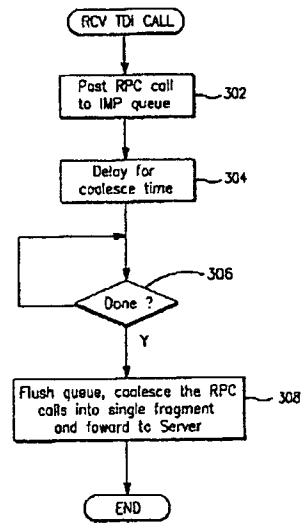 RCV TDI CALL
Post RPC call
to IMP queue
302
Delay for
coalesce time
304
306
Done ?
Y
Flush queue, coalesce the RPC
calls into single fragment
and foward to Server
308
END